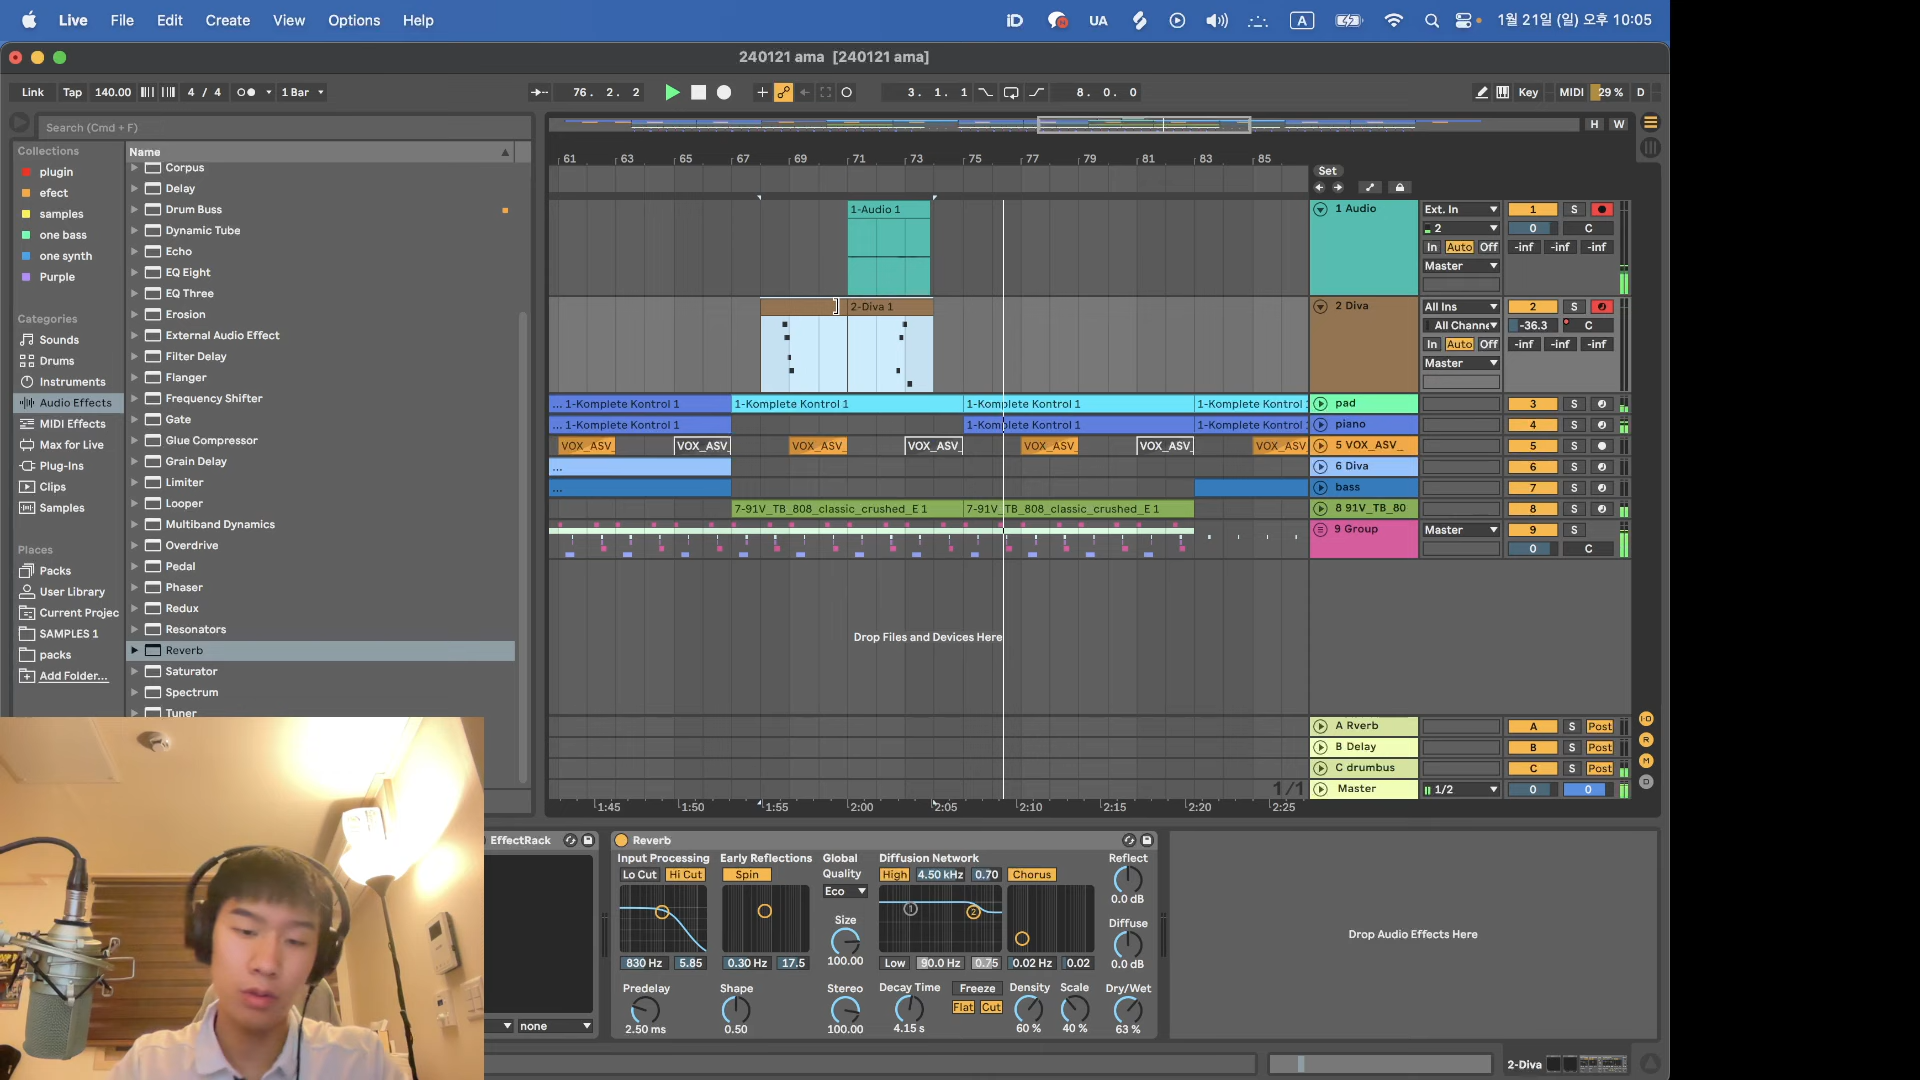 Live File Edit Create View Options Help
iD UA A 1월 21일 (일) 오후 10:05
240121 ama [240121 ama]
Link Tap 140.00 4 / 4 1 Bar 76. 2. 2 3. 1. 1 8. 0. 0 Key MIDI 29 % D
Search (Cmd + F)
H W
Collections
plugin
efect
samples
one bass
one synth
Purple
Categories
Sounds
Drums
Instruments
Audio Effects
MIDI Effects
Max for Live
Plug-Ins
Clips
Samples
Places
Packs
User Library
Current Projec
SAMPLES 1
packs
Add Folder...
Name
Corpus
Delay
Drum Buss
Dynamic Tube
Echo
EQ Eight
EQ Three
Erosion
External Audio Effect
Filter Delay
Flanger
Frequency Shifter
Gate
Glue Compressor
Grain Delay
Limiter
Looper
Multiband Dynamics
Overdrive
Pedal
Phaser
Redux
Resonators
Reverb
Saturator
Spectrum
Tuner
61 63 65 67 69 71 73 75 77 79 81 83 85
Set
1-Audio 1
1 Audio Ext. In 1 S
2 0 C
In Auto Off -inf -inf -inf
Master
2-Diva 1
2 Diva All Ins 2 S
All Channe -36.3 C
In Auto Off -inf -inf -inf
Master
... 1-Komplete Kontrol 1 1-Komplete Kontrol 1 1-Komplete Kontrol 1 1-Komplete Kontrol pad 3 S
... 1-Komplete Kontrol 1 1-Komplete Kontrol 1 1-Komplete Kontrol piano 4 S
VOX_ASV_ VOX_ASV_ VOX_ASV_ VOX_ASV_ VOX_ASV_ VOX_ASV_ VOX_ASV 5 VOX_ASV_ 5 S
... 6 Diva 6 S
... bass 7 S
7-91V_TB_808_classic_crushed_E 1 7-91V_TB_808_classic_crushed_E 1 8 91V_TB_80 8 S
9 Group Master 9 S
0 C
Drop Files and Devices Here
A Rverb A S Post
B Delay B S Post
C drumbus C S Post
1/1 Master 1/2 0 0
1:45 1:50 1:55 2:00 2:05 2:10 2:15 2:20 2:25
I·O
R
M
D
EffectRack
none
Reverb
Input Processing Early Reflections Global Diffusion Network Reflect
Lo Cut Hi Cut Spin Quality High 4.50 kHz 0.70 Chorus
Eco
0.0 dB
Size Diffuse
100.00
830 Hz 5.85 0.30 Hz 17.5 Low 90.0 Hz 0.75 0.02 Hz 0.02 0.0 dB
Predelay Shape Stereo Decay Time Freeze Density Scale Dry/Wet
Flat Cut
2.50 ms 0.50 100.00 4.15 s 60 % 40 % 63 %
Drop Audio Effects Here
2-Diva